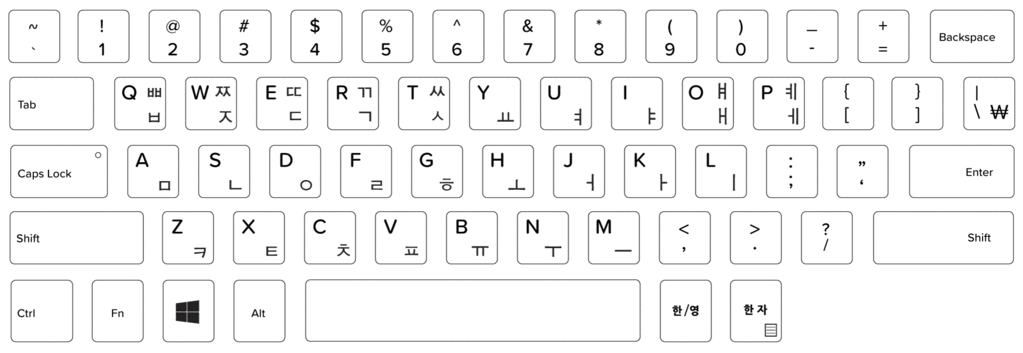 ~ ! @ # $ % ^ & * ( ) _ +
` 1 2 3 4 5 6 7 8 9 0 - = Backspace
Tab Q ㅃ W ㅉ E ㄸ R ㄲ T ㅆ Y U I O ㅒ P ㅖ { } |
ㅂ ㅈ ㄷ ㄱ ㅅ ㅛ ㅕ ㅑ ㅐ ㅔ [ ] \ ₩
Caps Lock A S D F G H J K L : ” Enter
ㅁ ㄴ ㅇ ㄹ ㅎ ㅗ ㅓ ㅏ ㅣ ; ‘
Shift Z X C V B N M < > ? Shift
ㅋ ㅌ ㅊ ㅍ ㅠ ㅜ ㅡ , . /
Ctrl Fn Alt 한/영 한자